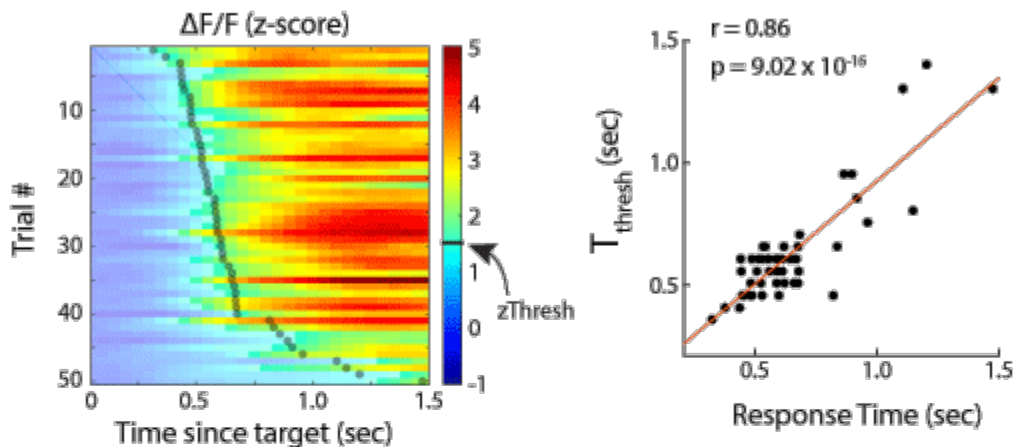 ΔF/F (z-score)
Trial #
10
20
30
40
50
0
0.5
1.0
1.5
Time since target (sec)
5
4
3
2
1
0
-1
zThresh
r = 0.86
p = 9.02 x 10⁻¹⁶
Tthresh (sec)
1.5
1.0
0.5
0.5
1.0
1.5
Response Time (sec)